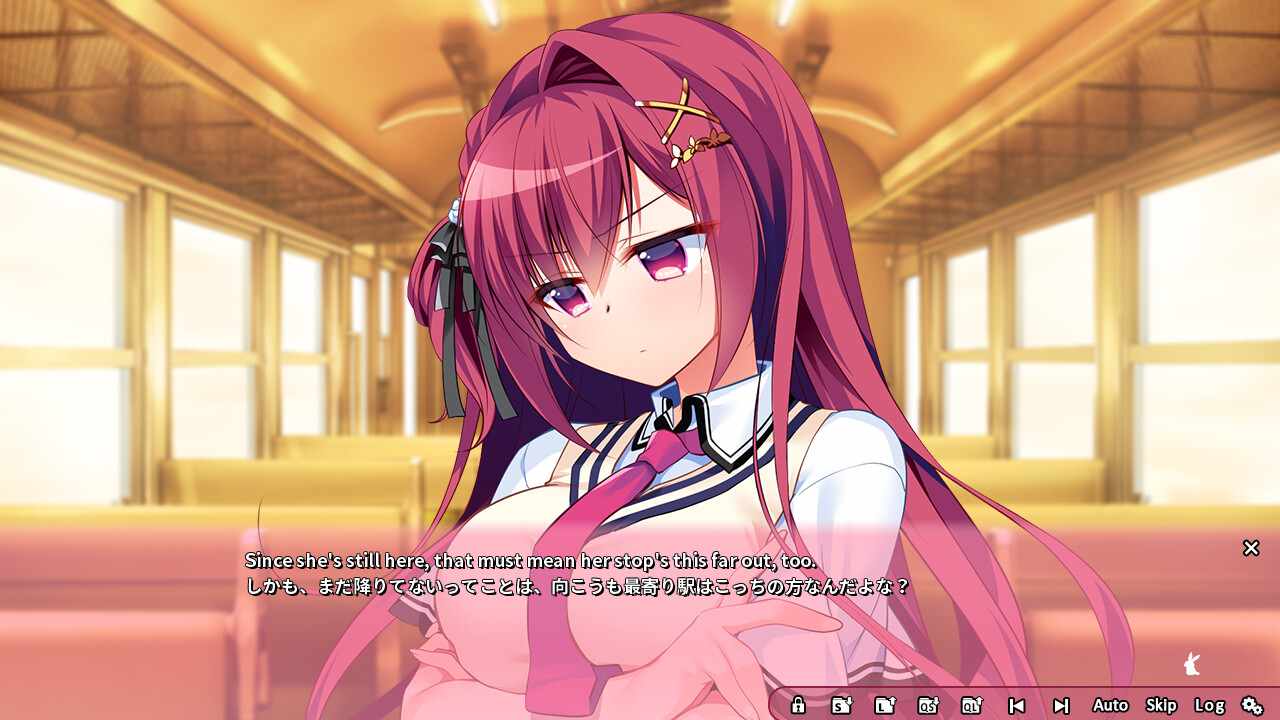 Since she's still here, that must mean her stop's this far out, too.
しかも、まだ降りてないってことは、向こうも最寄り駅はこっちの方なんだよな？
S L QS QL Auto Skip Log